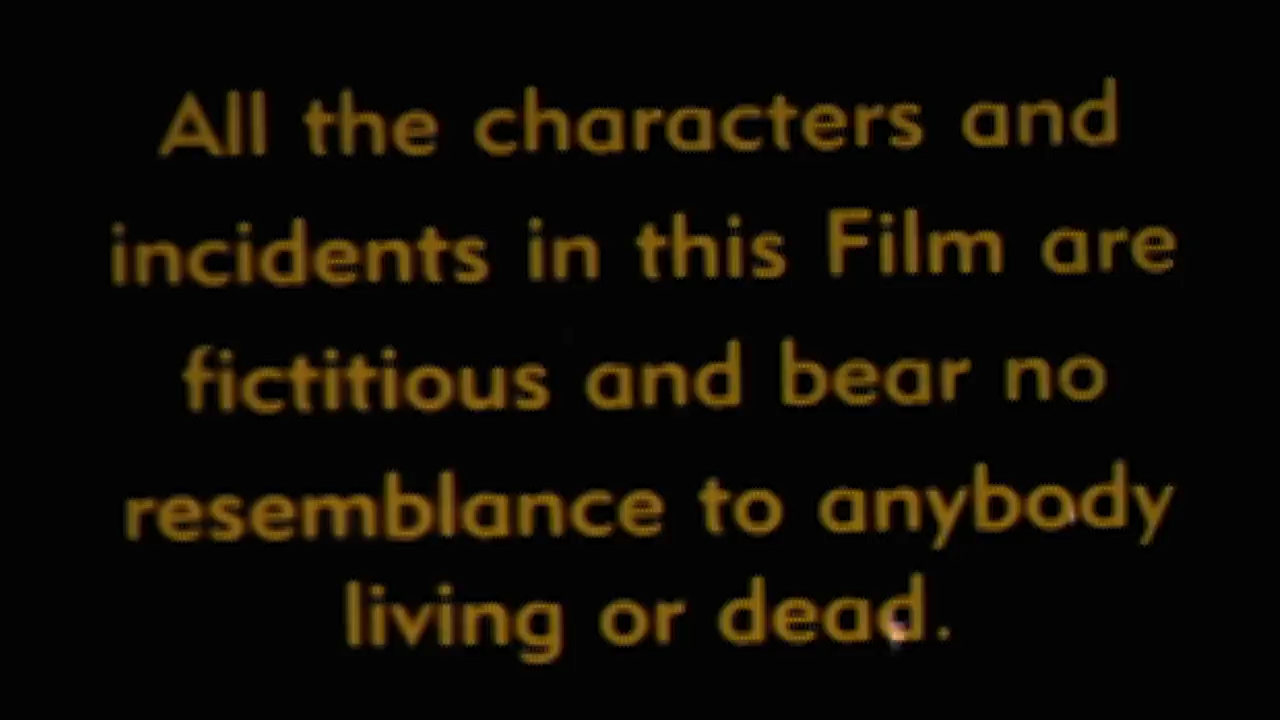 All the characters and
incidents in this Film are
fictitious and bear no
resemblance to anybody
living or dead.